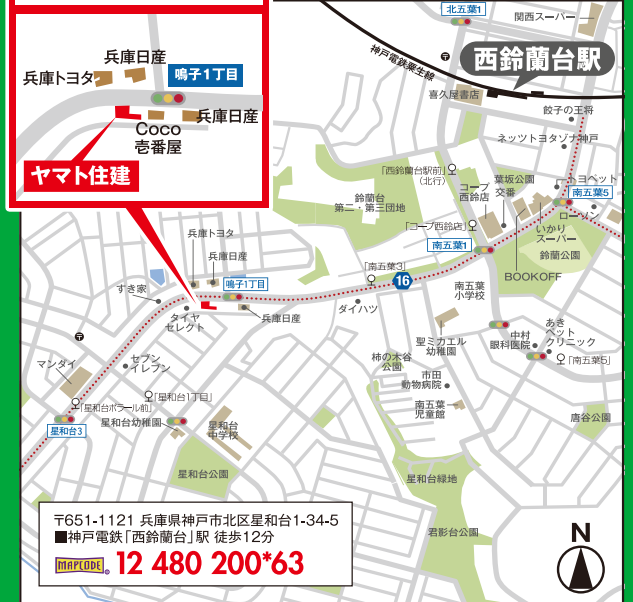 兵庫日産
兵庫トヨタ
鳴子1丁目
兵庫日産
Coco
壱番屋
ヤマト住建
北五葉1
関西スーパー
神戸電鉄粟生線
西鈴蘭台駅
喜久屋書店
餃子の王将
ネッツトヨタゾナ神戸
「西鈴蘭台駅前」
(北行)
葉坂公園
交番
トヨペット
コープ
西鈴店
南五葉5
鈴蘭台
第二・第三団地
ローソン
「コープ西鈴店」
いかり
スーパー
南五葉1
鈴蘭公園
兵庫トヨタ
兵庫日産
「南五葉3」
BOOKOFF
16
すき家
鳴子1丁目
南五葉
小学校
タイヤ
セレクト
兵庫日産
ダイハツ
聖ミカエル
幼稚園
中村
眼科医院
あき
ペット
クリニック
「南五葉5」
マンダイ
セブン
イレブン
柿の木谷
公園
市田
動物病院
「星和台1丁目」
「星和台ポラール前」
南五葉
児童館
唐谷公園
星和台3
星和台幼稚園
星和台
中学校
星和台公園
星和台緑地
君影台公園
〒651-1121 兵庫県神戸市北区星和台1-34-5
■神戸電鉄「西鈴蘭台」駅 徒歩12分
MAPCODE® 12 480 200*63
N